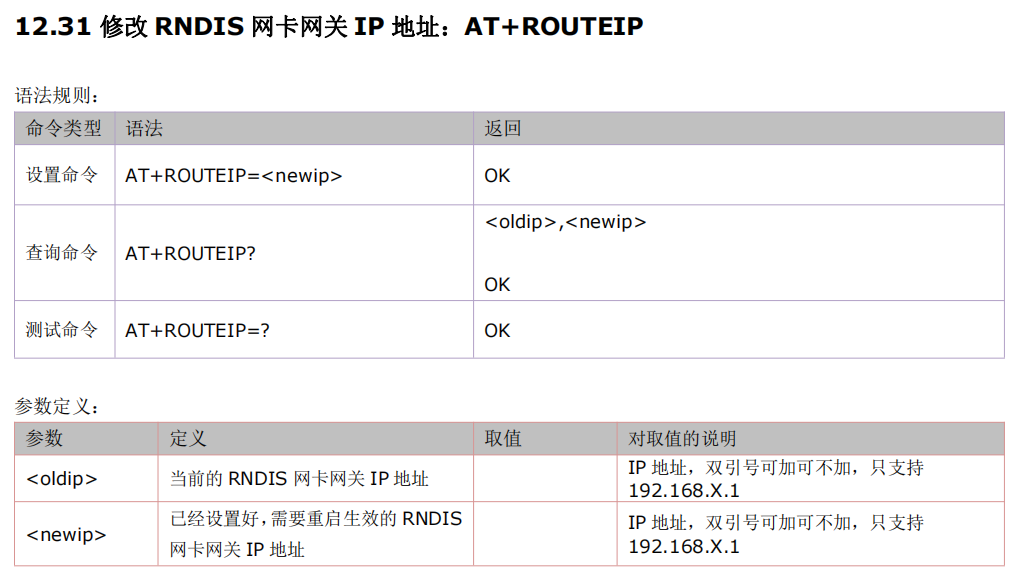 12.31 修改 RNDIS 网卡网关 IP 地址：AT+ROUTEIP
语法规则：
命令类型 语法 返回
设置命令 AT+ROUTEIP=<newip> OK
<oldip>,<newip>
查询命令 AT+ROUTEIP?
OK
测试命令 AT+ROUTEIP=? OK
参数定义：
参数 定义 取值 对取值的说明
<oldip> 当前的 RNDIS 网卡网关 IP 地址 IP 地址，双引号可加可不加，只支持
192.168.X.1
<newip> 已经设置好，需要重启生效的 RNDIS
网卡网关 IP 地址
IP 地址，双引号可加可不加，只支持
192.168.X.1